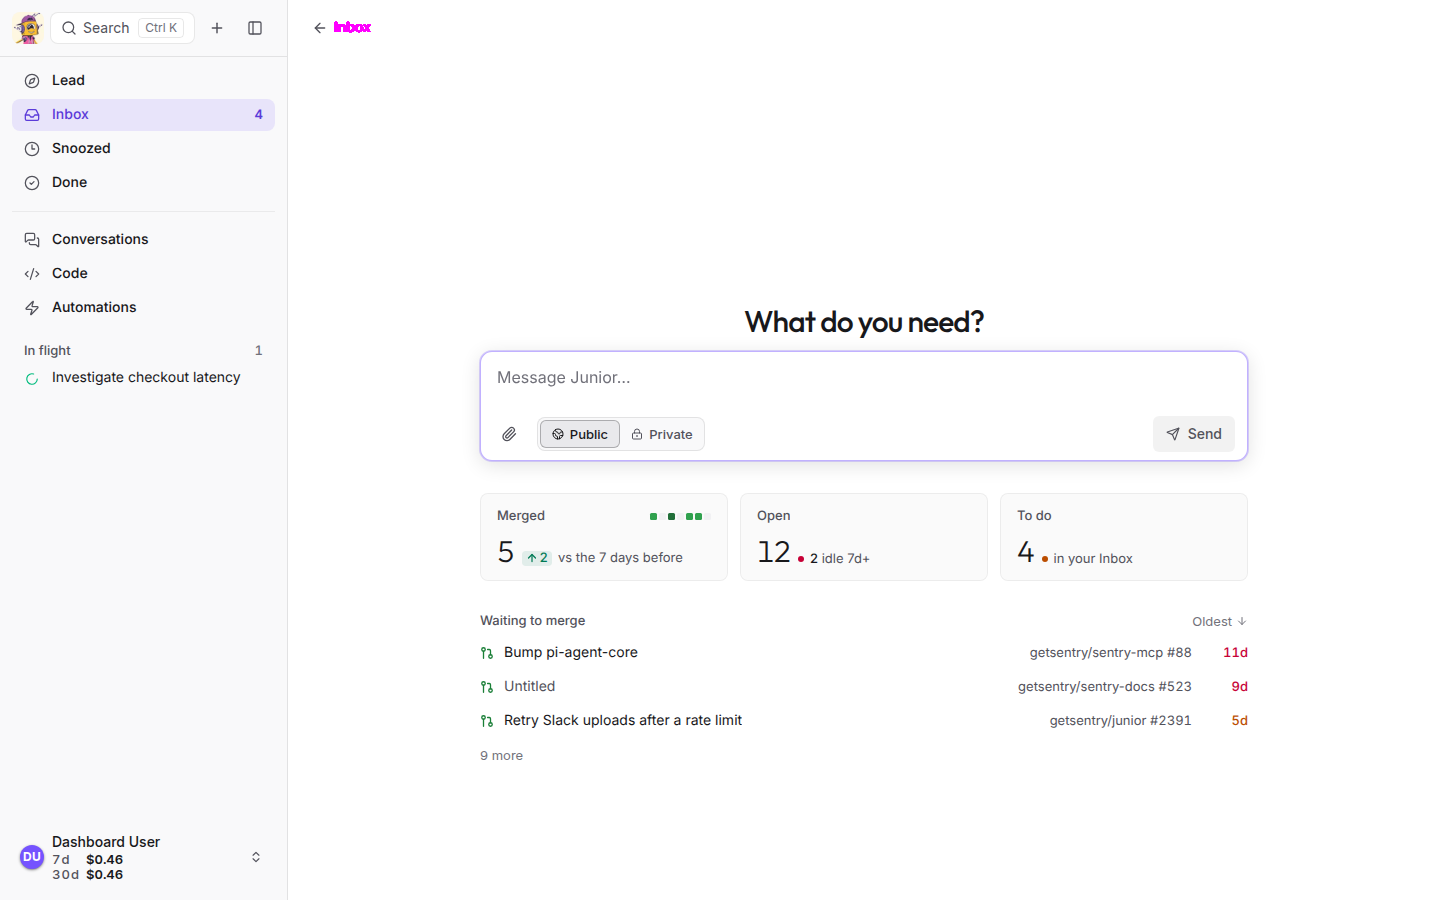 Search Ctrl K
Lead
Inbox 4
Snoozed
Done
Conversations
Code
Automations
In flight 1
Investigate checkout latency
Dashboard User
DU
7d $0.46
30d $0.46
Inbox
What do you need?
Message Junior...
Public Private Send
Merged
5 2 vs the 7 days before
Open
12 2 idle 7d+
To do
4 in your Inbox
Waiting to merge Oldest
Bump pi-agent-core getsentry/sentry-mcp #88 11d
Untitled getsentry/sentry-docs #523 9d
Retry Slack uploads after a rate limit getsentry/junior #2391 5d
9 more